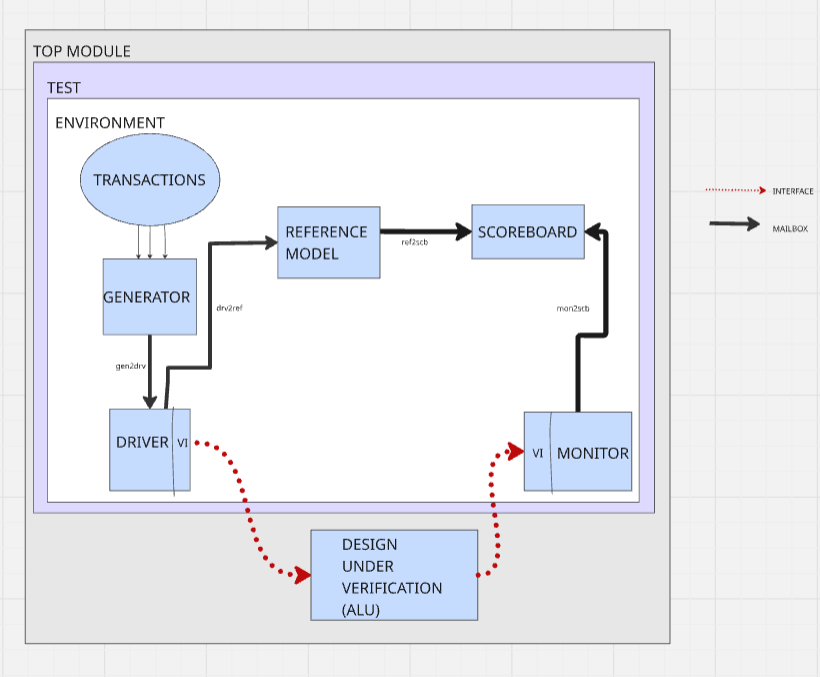 TOP MODULE
TEST
ENVIRONMENT
TRANSACTIONS
INTERFACE
MAILBOX
REFERENCE
MODEL
ref2scb
SCOREBOARD
GENERATOR
drv2ref
mon2scb
gen2drv
DRIVER
VI
VI
MONITOR
DESIGN
UNDER
VERIFICATION
(ALU)